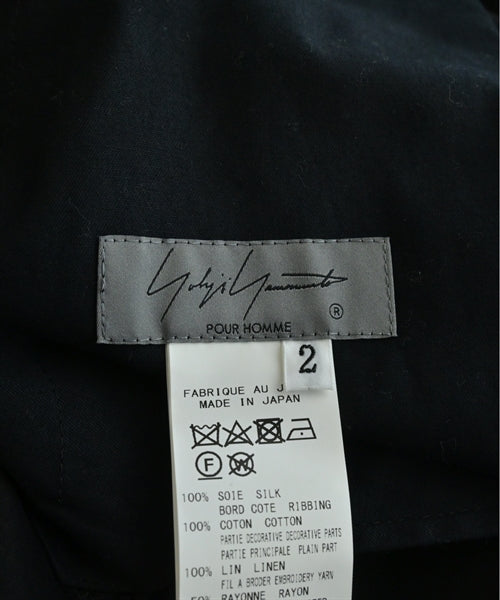 Yohji Yamamoto
®
POUR HOMME
2
FABRIQUE AU J
MADE IN JAPAN
F W
100% SOIE SILK
BORD COTE RIBBING
100% COTON COTTON
PARTIE DECORATIVE DECORATIVE PARTS
PARTIE PRINCIPALE PLAIN PART
100% LIN LINEN
FIL A BRODER EMBROIDERY YARN
50% RAYONNE RAYON